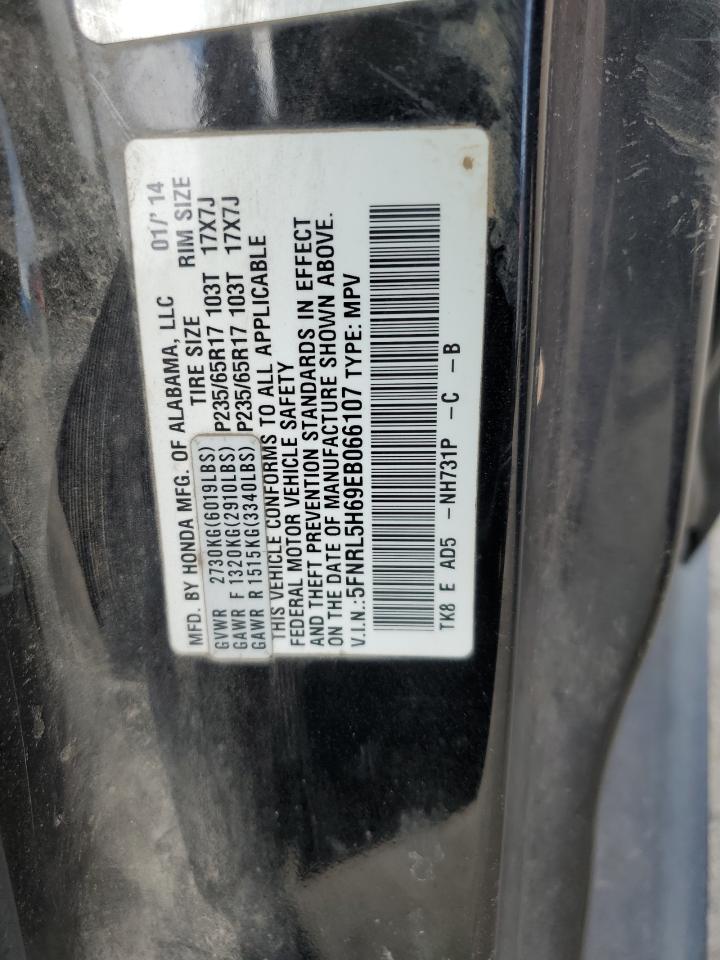 MFD. BY HONDA MFG. OF ALABAMA, LLC 01/'14
TIRE SIZE RIM SIZE
GVWR 2730KG(6019LBS)
GAWR F 1320KG(2910LBS) P235/65R17 103T 17X7J
GAWR R 1515KG(3340LBS) P235/65R17 103T 17X7J
THIS VEHICLE CONFORMS TO ALL APPLICABLE
FEDERAL MOTOR VEHICLE SAFETY
AND THEFT PREVENTION STANDARDS IN EFFECT
ON THE DATE OF MANUFACTURE SHOWN ABOVE.
V.I.N.:5FNRL5H69EB066107 TYPE: MPV
TK8 E AD5 -NH731P -C -B